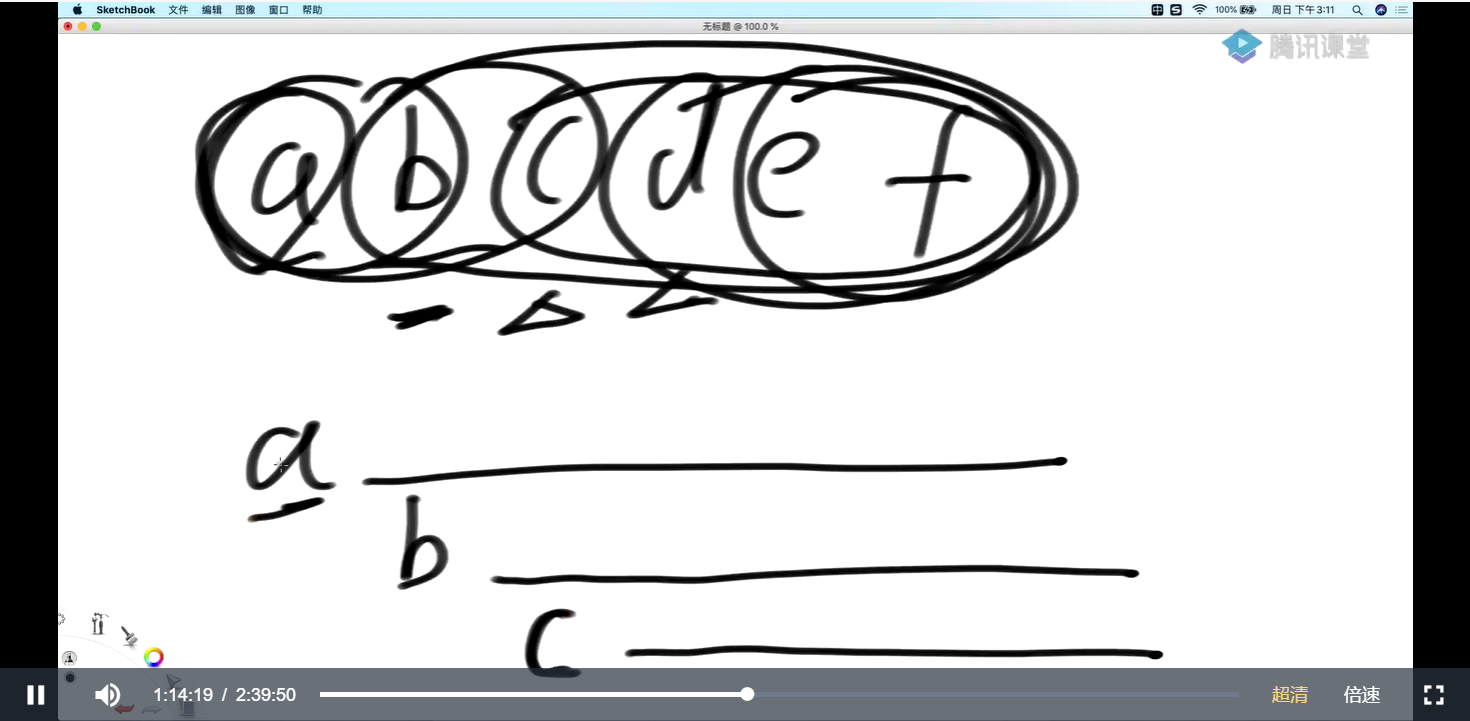 SketchBook 文件 编辑 图像 窗口 帮助 中 S 100% 周日 下午3:11
无标题 @ 100.0 %
腾讯课堂
a b c d e f
a
b
c
1:14:19 / 2:39:50 超清 倍速